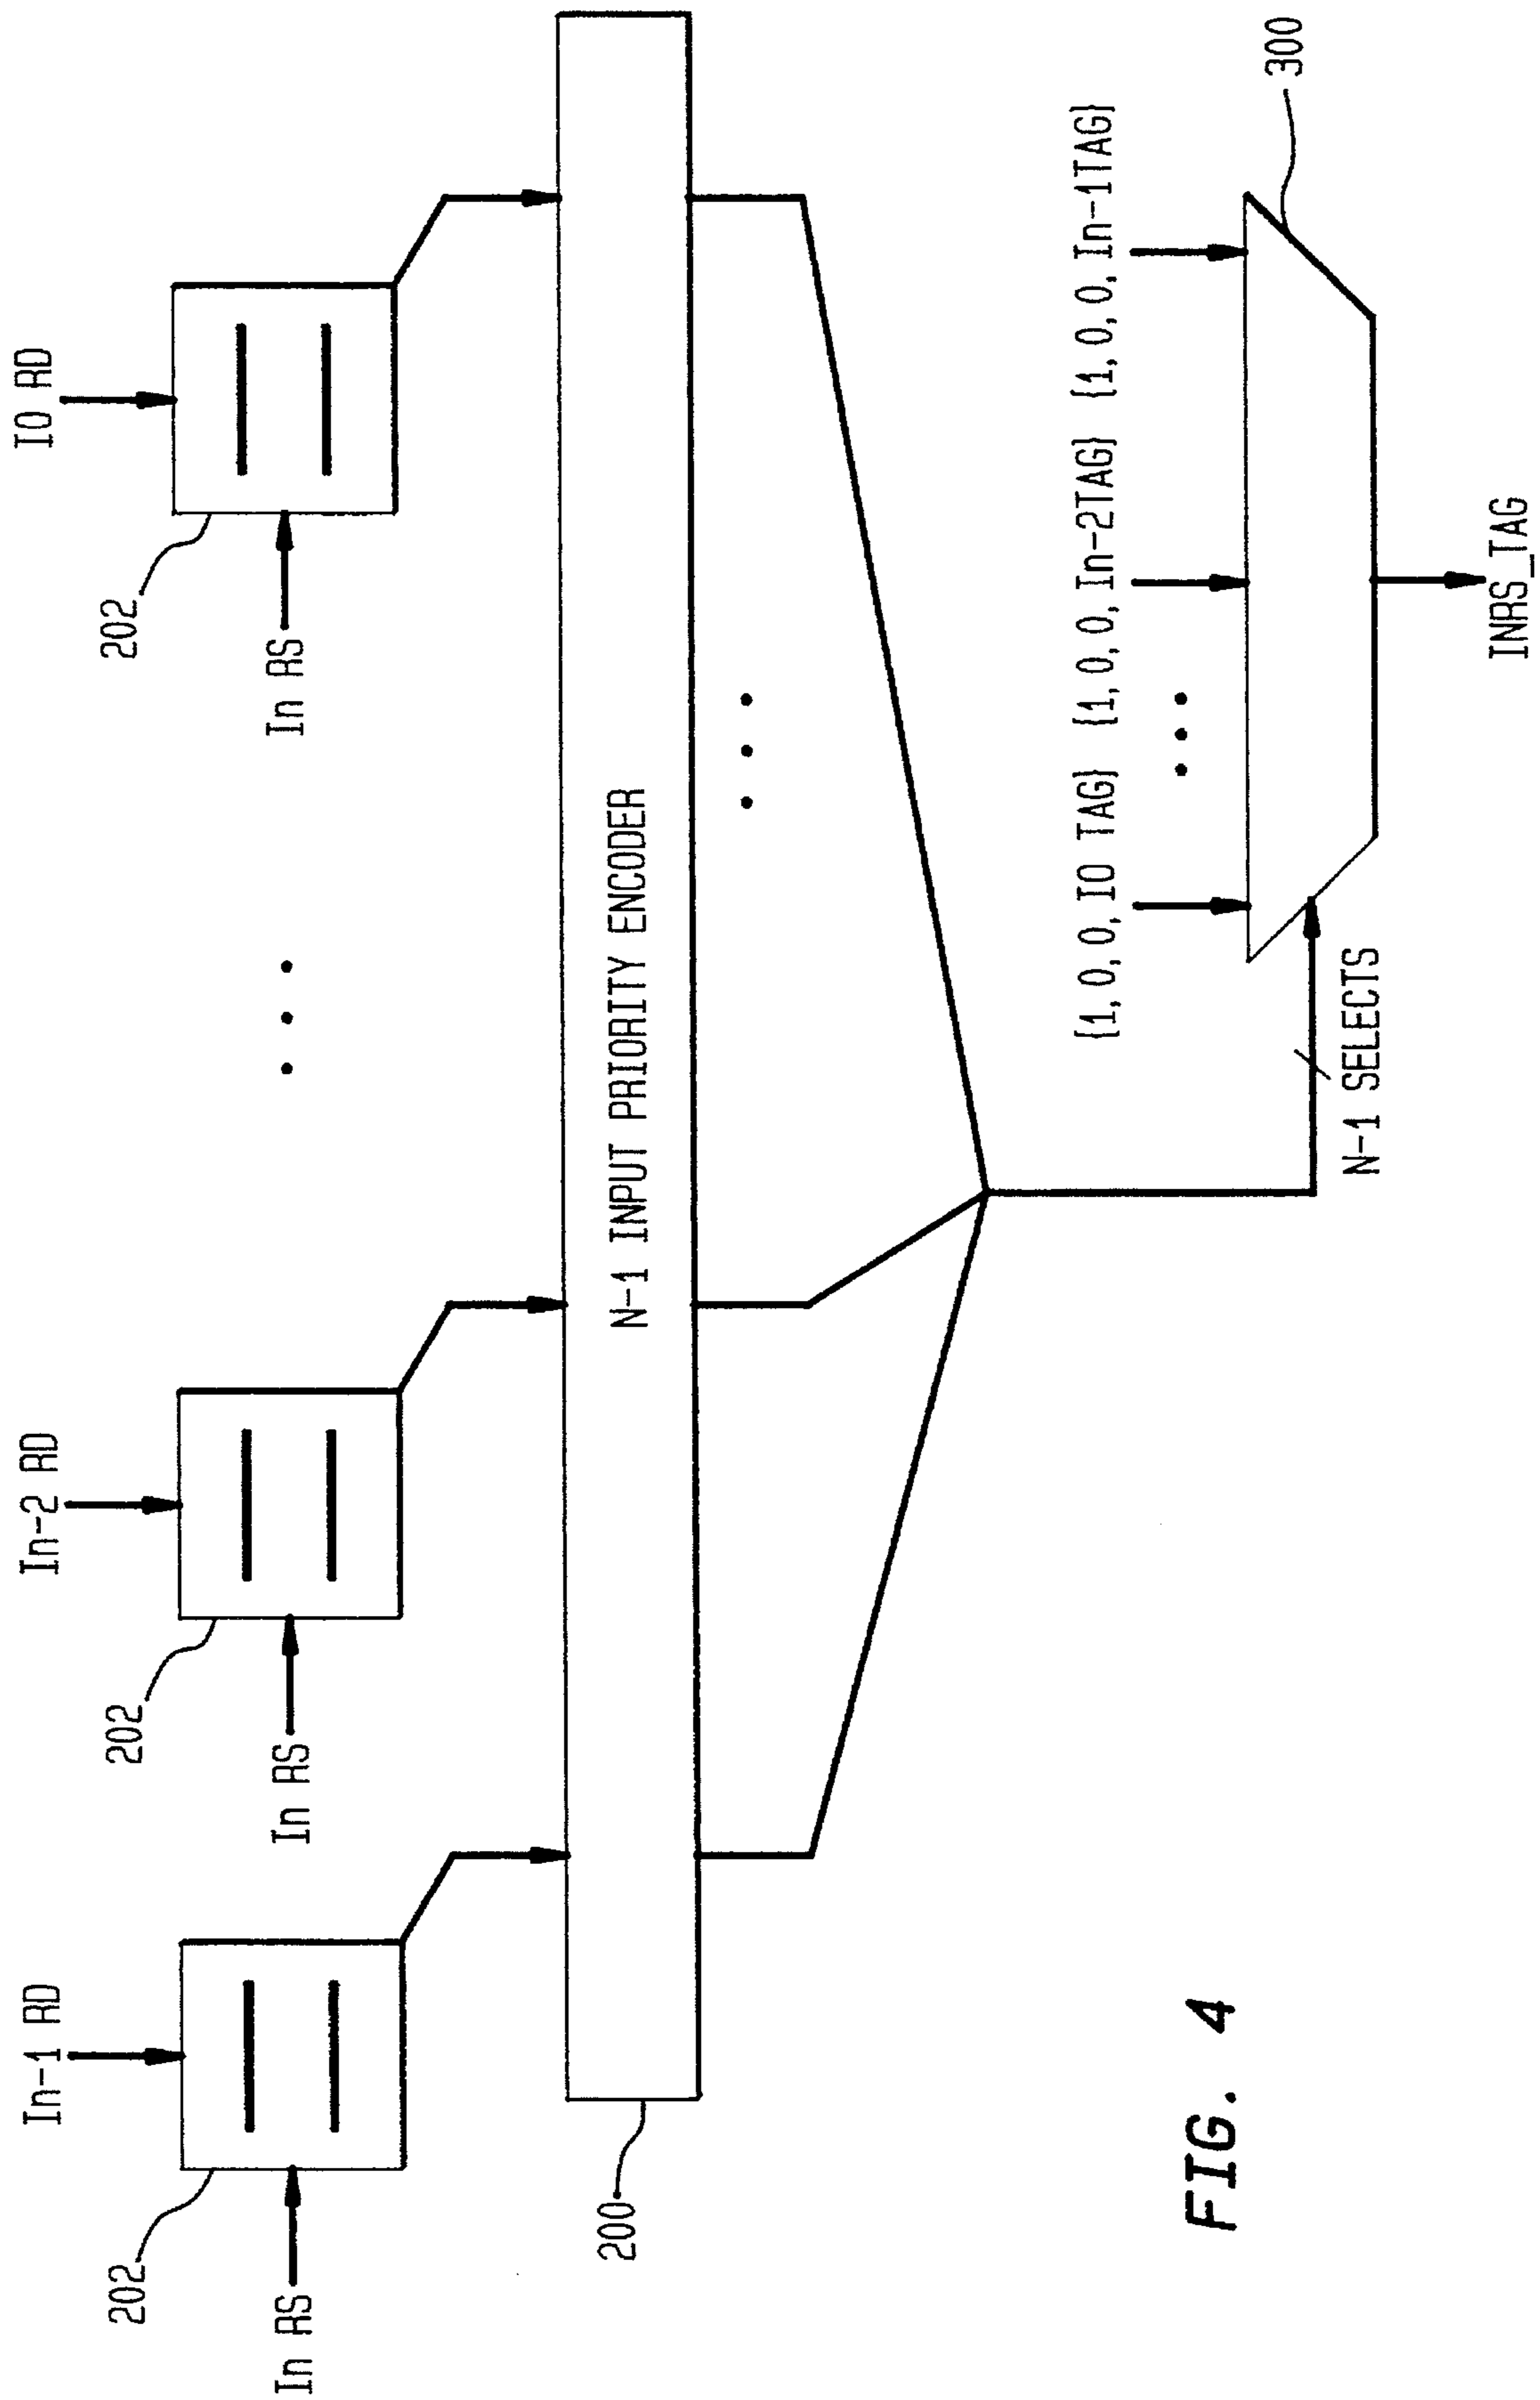 In-1 RD
In-2 RD
IO RD
202
202
202
In RS
In RS
In RS
200
N-1 INPUT PRIORITY ENCODER
{1, 0, 0, IO TAG} {1, 0, 0, In-2TAG} {1, 0, 0, In-1TAG}
300
N-1 SELECTS
INRS_TAG
FIG. 4